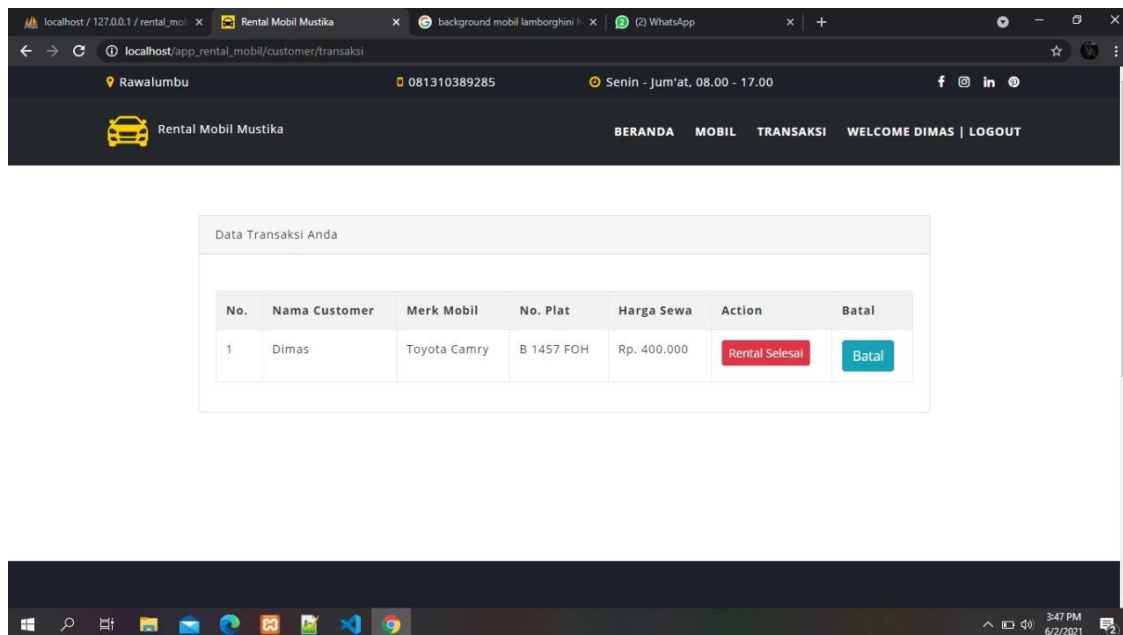 localhost / 127.0.0.1 / rental_mob
Rental Mobil Mustika
background mobil lamborghini h
(2) WhatsApp
localhost/app_rental_mobil/customer/transaksi
Rawalumbu
081310389285
Senin - Jum'at, 08.00 - 17.00
Rental Mobil Mustika
BERANDA MOBIL TRANSAKSI WELCOME DIMAS | LOGOUT
Data Transaksi Anda
No. Nama Customer Merk Mobil No. Plat Harga Sewa Action Batal
1 Dimas Toyota Camry B 1457 FOH Rp. 400.000 Rental Selesai Batal
3:47 PM
6/2/2021